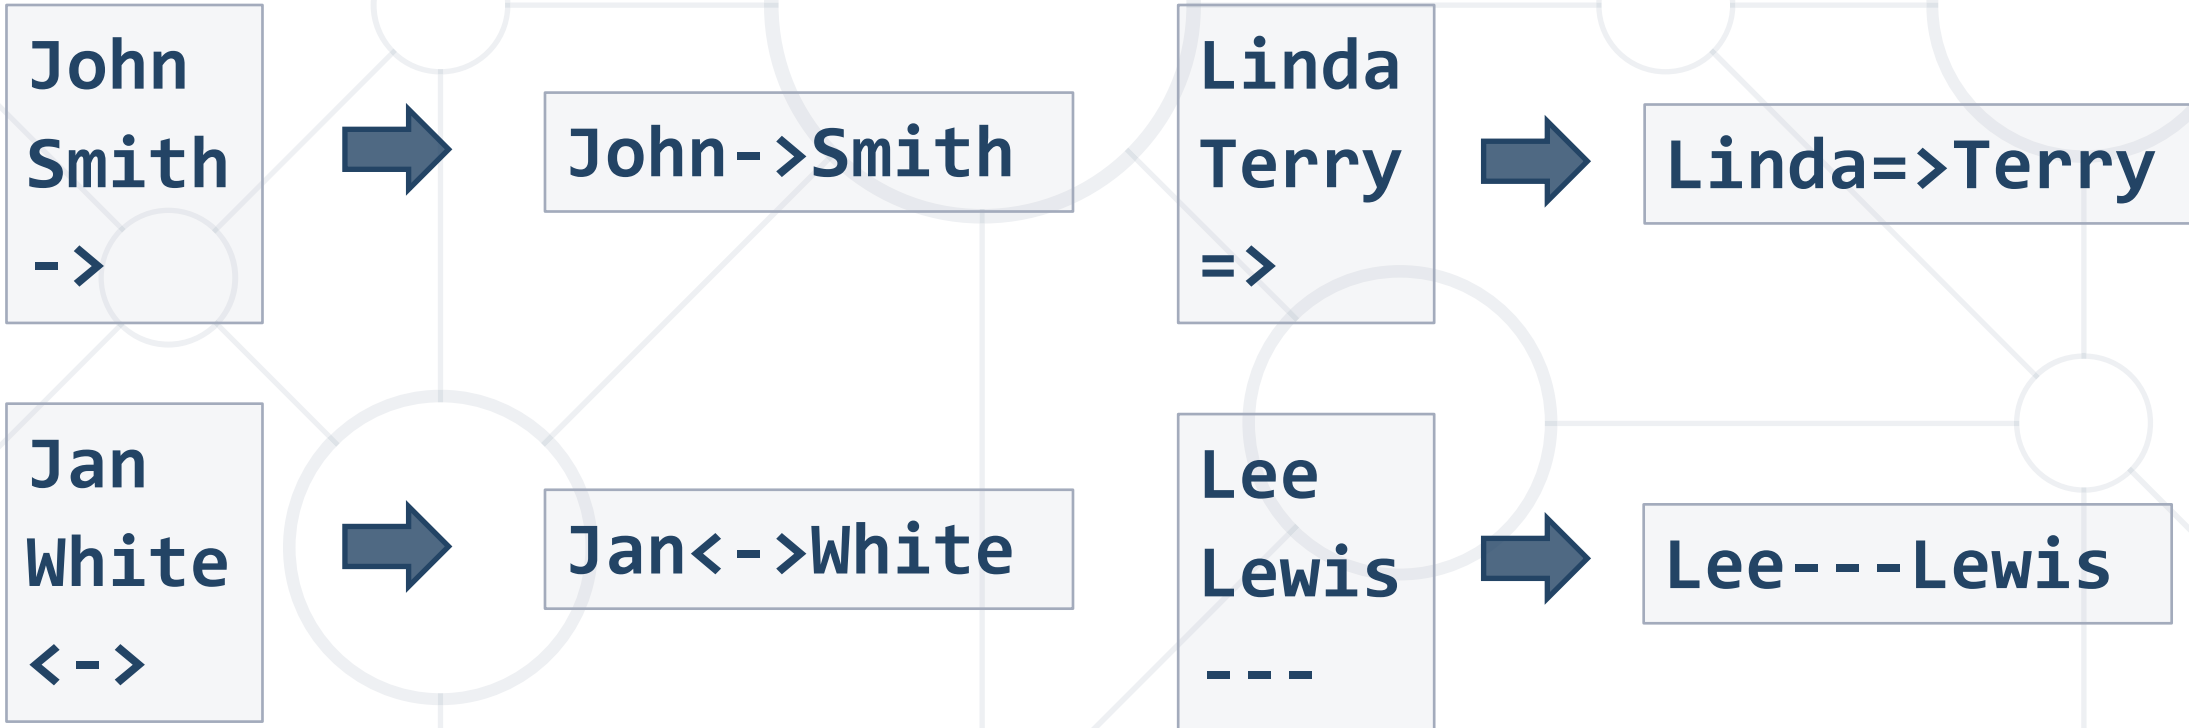 John
Smith
->
John->Smith
Linda
Terry
=>
Linda=>Terry
Jan
White
<->
Jan<->White
Lee
Lewis
---
Lee---Lewis